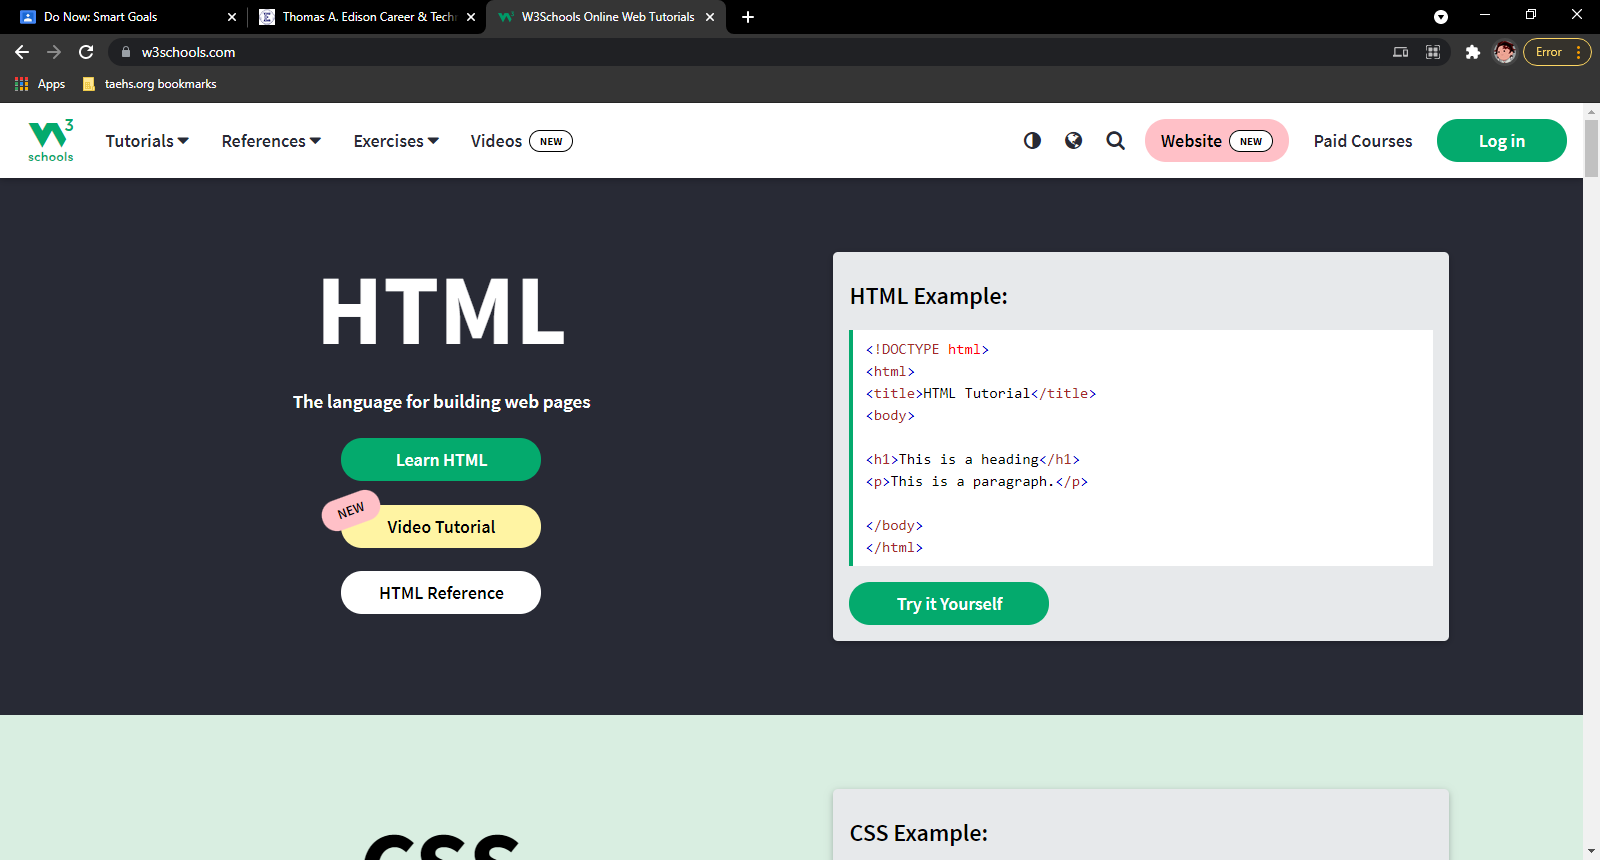 Do Now: Smart Goals
Thomas A. Edison Career & Techn
W3Schools Online Web Tutorials
w3schools.com
Error
Apps
taehs.org bookmarks
W3
schools
Tutorials
References
Exercises
Videos NEW
Website NEW
Paid Courses
Log in
HTML
The language for building web pages
Learn HTML
NEW
Video Tutorial
HTML Reference
HTML Example:
<!DOCTYPE html>
<html>
<title>HTML Tutorial</title>
<body>
<h1>This is a heading</h1>
<p>This is a paragraph.</p>
</body>
</html>
Try it Yourself
CSS
CSS Example: